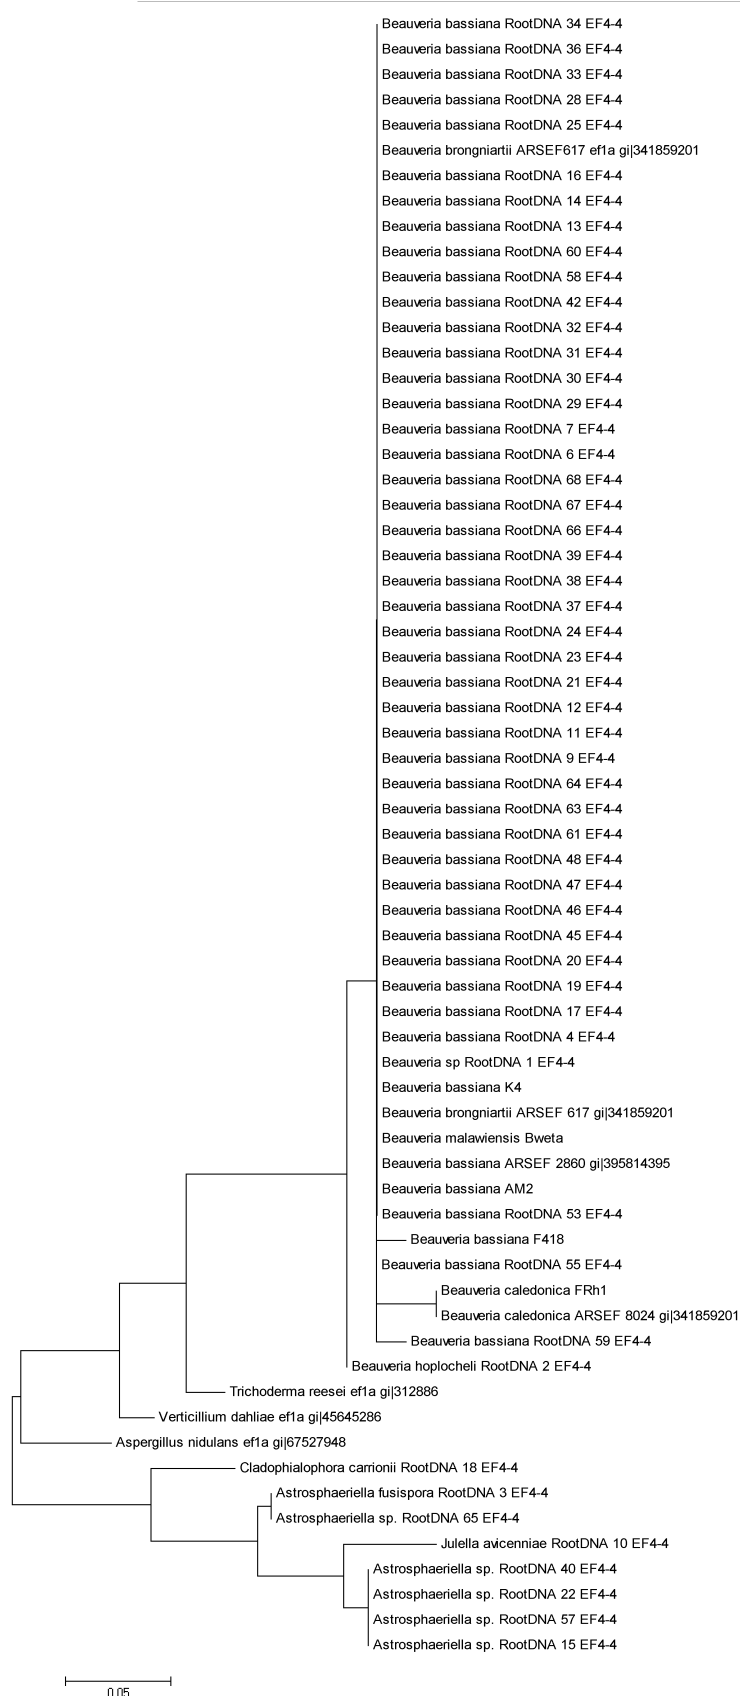 Beauveria bassiana RootDNA 34 EF4-4
Beauveria bassiana RootDNA 36 EF4-4
Beauveria bassiana RootDNA 33 EF4-4
Beauveria bassiana RootDNA 28 EF4-4
Beauveria bassiana RootDNA 25 EF4-4
Beauveria brongniartii ARSEF617 ef1a gi|341859201
Beauveria bassiana RootDNA 16 EF4-4
Beauveria bassiana RootDNA 14 EF4-4
Beauveria bassiana RootDNA 13 EF4-4
Beauveria bassiana RootDNA 60 EF4-4
Beauveria bassiana RootDNA 58 EF4-4
Beauveria bassiana RootDNA 42 EF4-4
Beauveria bassiana RootDNA 32 EF4-4
Beauveria bassiana RootDNA 31 EF4-4
Beauveria bassiana RootDNA 30 EF4-4
Beauveria bassiana RootDNA 29 EF4-4
Beauveria bassiana RootDNA 7 EF4-4
Beauveria bassiana RootDNA 6 EF4-4
Beauveria bassiana RootDNA 68 EF4-4
Beauveria bassiana RootDNA 67 EF4-4
Beauveria bassiana RootDNA 66 EF4-4
Beauveria bassiana RootDNA 39 EF4-4
Beauveria bassiana RootDNA 38 EF4-4
Beauveria bassiana RootDNA 37 EF4-4
Beauveria bassiana RootDNA 24 EF4-4
Beauveria bassiana RootDNA 23 EF4-4
Beauveria bassiana RootDNA 21 EF4-4
Beauveria bassiana RootDNA 12 EF4-4
Beauveria bassiana RootDNA 11 EF4-4
Beauveria bassiana RootDNA 9 EF4-4
Beauveria bassiana RootDNA 64 EF4-4
Beauveria bassiana RootDNA 63 EF4-4
Beauveria bassiana RootDNA 61 EF4-4
Beauveria bassiana RootDNA 48 EF4-4
Beauveria bassiana RootDNA 47 EF4-4
Beauveria bassiana RootDNA 46 EF4-4
Beauveria bassiana RootDNA 45 EF4-4
Beauveria bassiana RootDNA 20 EF4-4
Beauveria bassiana RootDNA 19 EF4-4
Beauveria bassiana RootDNA 17 EF4-4
Beauveria bassiana RootDNA 4 EF4-4
Beauveria sp RootDNA 1 EF4-4
Beauveria bassiana K4
Beauveria brongniartii ARSEF 617 gi|341859201
Beauveria malawiensis Bweta
Beauveria bassiana ARSEF 2860 gi|395814395
Beauveria bassiana AM2
Beauveria bassiana RootDNA 53 EF4-4
Beauveria bassiana F418
Beauveria bassiana RootDNA 55 EF4-4
Beauveria caledonica FRh1
Beauveria caledonica ARSEF 8024 gi|341859201
Beauveria bassiana RootDNA 59 EF4-4
Beauveria hoplocheli RootDNA 2 EF4-4
Trichoderma reesei ef1a gi|312886
Verticillium dahliae ef1a gi|45645286
Aspergillus nidulans ef1a gi|67527948
Cladophialophora carrionii RootDNA 18 EF4-4
Astrosphaeriella fusispora RootDNA 3 EF4-4
Astrosphaeriella sp. RootDNA 65 EF4-4
Julella avicenniae RootDNA 10 EF4-4
Astrosphaeriella sp. RootDNA 40 EF4-4
Astrosphaeriella sp. RootDNA 22 EF4-4
Astrosphaeriella sp. RootDNA 57 EF4-4
Astrosphaeriella sp. RootDNA 15 EF4-4
0.05